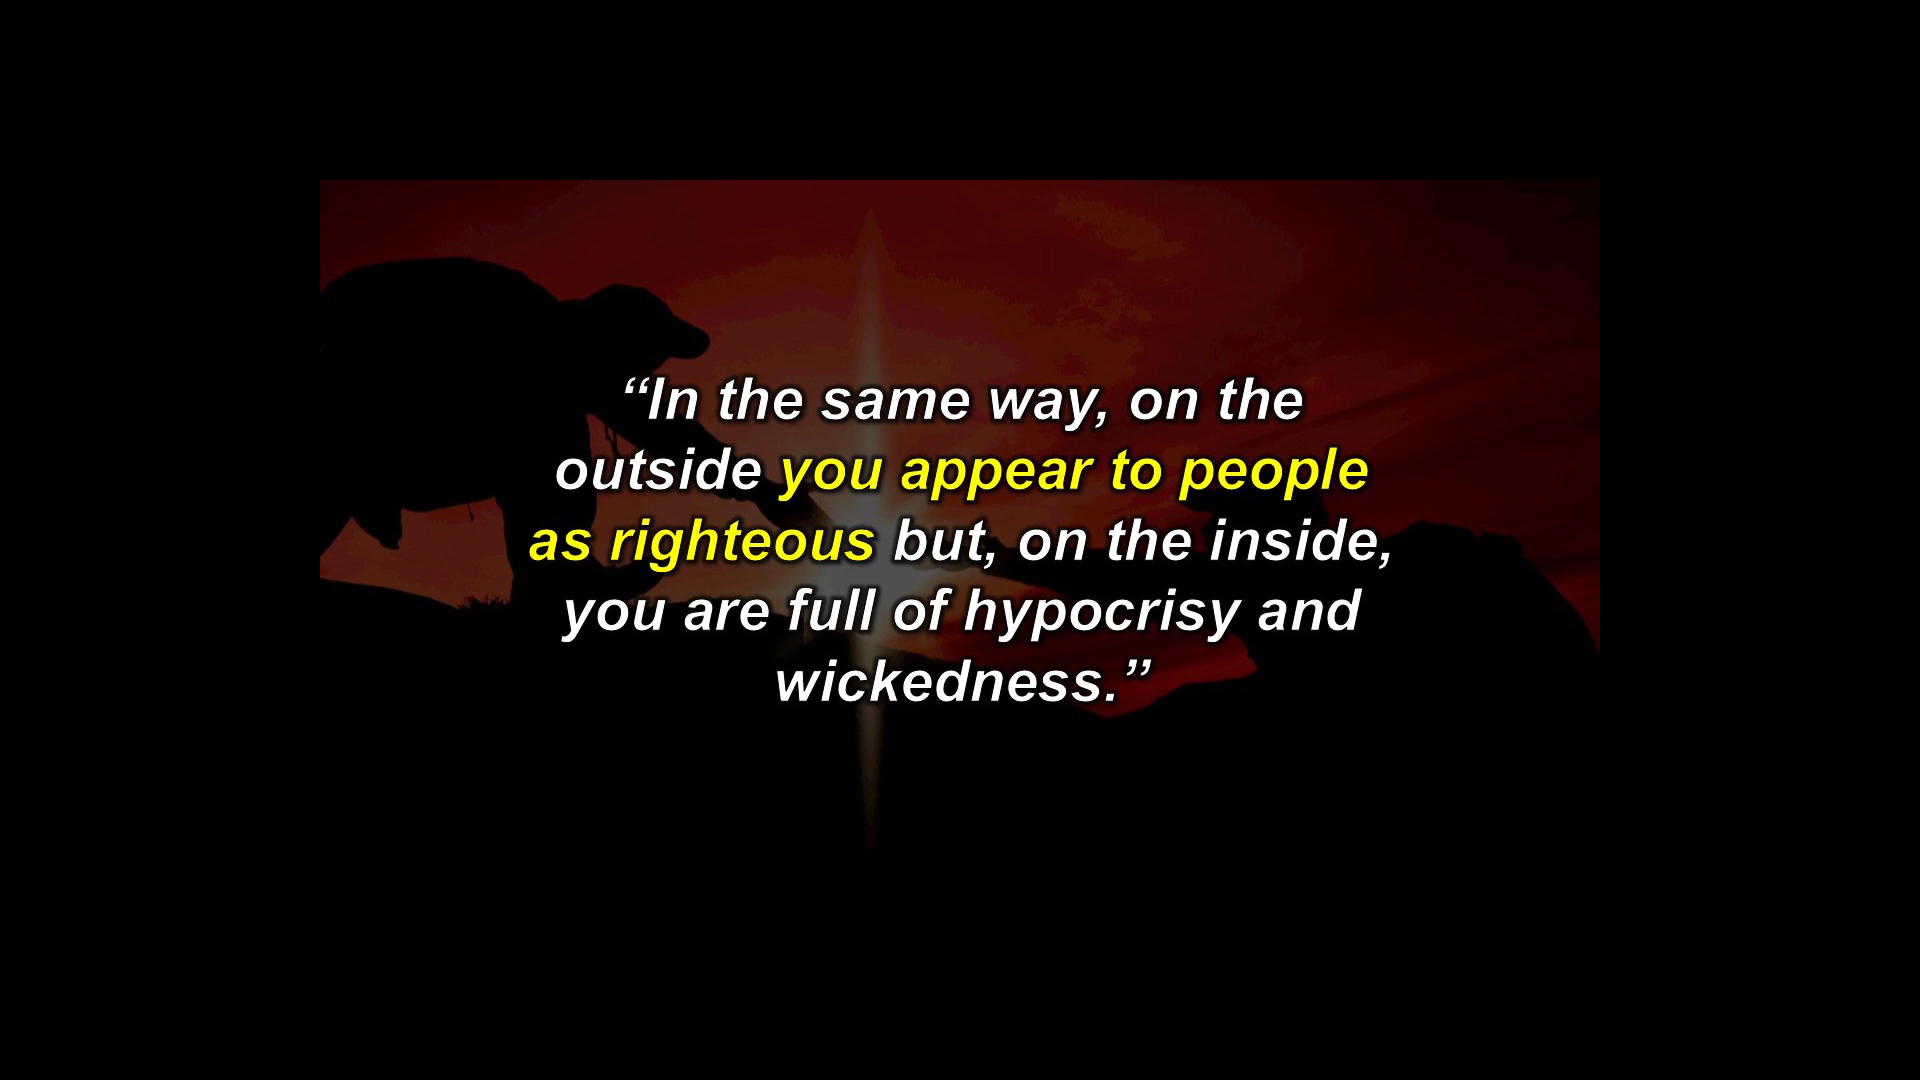 “In the same way, on the
outside you appear to people
as righteous but, on the inside,
you are full of hypocrisy and
wickedness.”